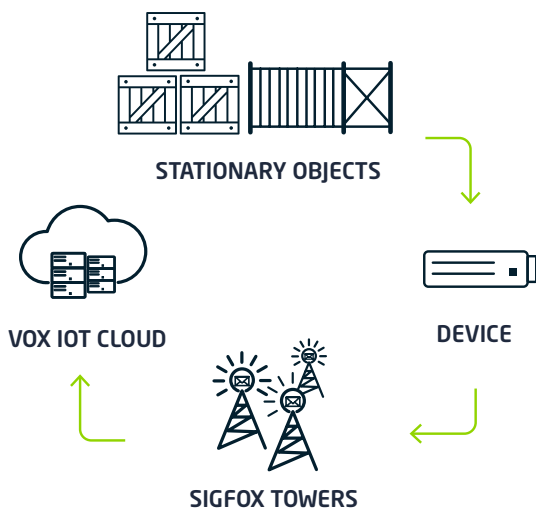 STATIONARY OBJECTS
DEVICE
VOX IOT CLOUD
SIGFOX TOWERS